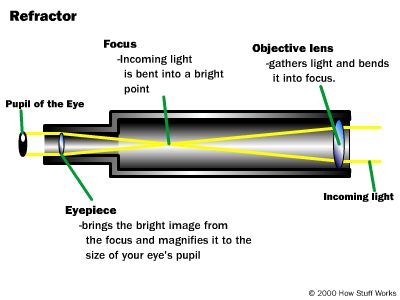 Refractor
Focus
-Incoming light
is bent into a bright
point
Objective lens
-gathers light and bends
it into focus.
Pupil of the Eye
Incoming light
Eyepiece
-brings the bright image from
the focus and magnifies it to the
size of your eye's pupil
© 2000 How Stuff Works